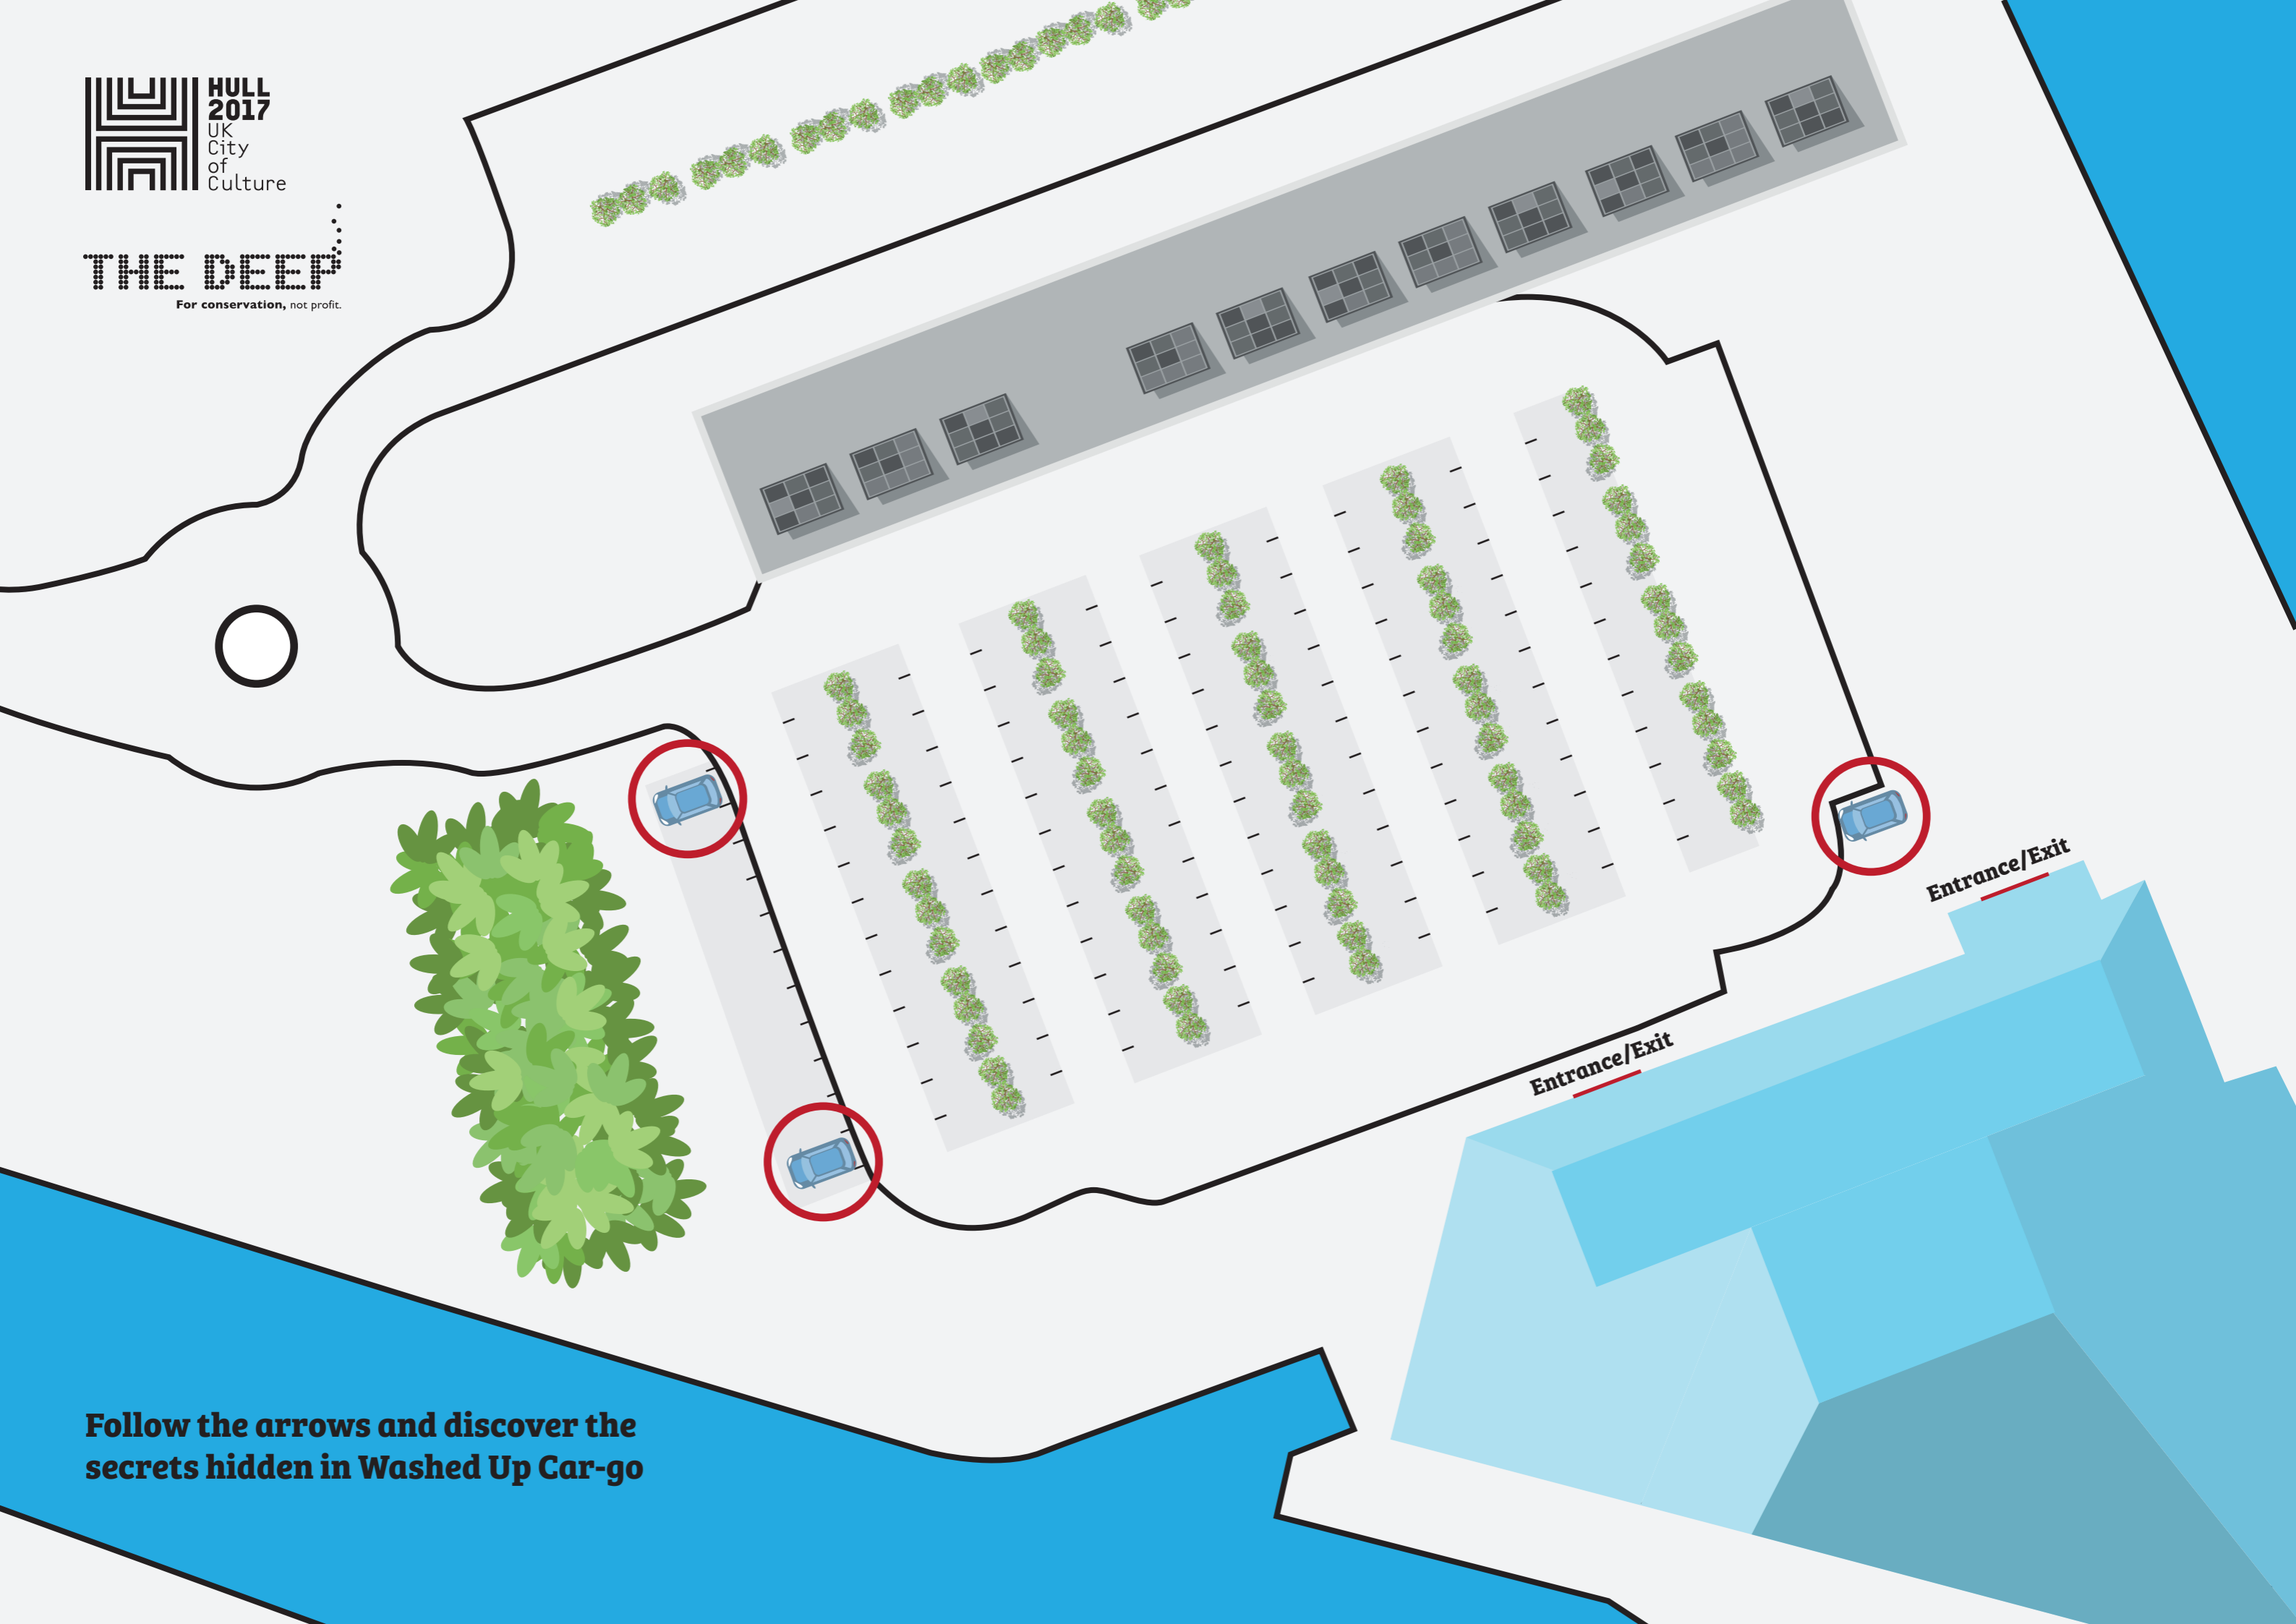 HULL
2017
UK
City
of
Culture
THE DEEP
For conservation, not profit.
Entrance/Exit
Entrance/Exit
Follow the arrows and discover the
secrets hidden in Washed Up Car-go